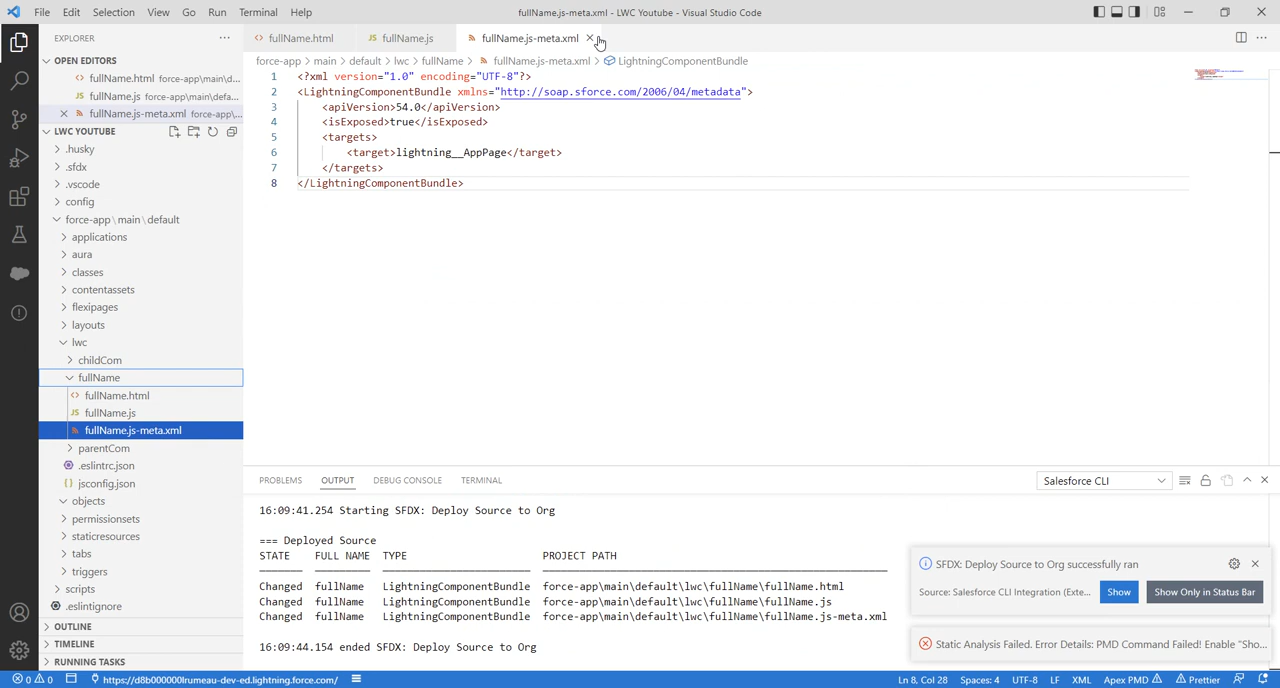 File Edit Selection View Go Run Terminal Help fullName.js-meta.xml - LWC Youtube - Visual Studio Code
EXPLORER
OPEN EDITORS
fullName.html force-app\main\d...
fullName.js force-app\main\defa...
fullName.js-meta.xml force-app\...
LWC YOUTUBE
.husky
.sfdx
.vscode
config
force-app\main\default
applications
aura
classes
contentassets
flexipages
layouts
lwc
childCom
fullName
fullName.html
fullName.js
fullName.js-meta.xml
parentCom
.eslintrc.json
jsconfig.json
objects
permissionsets
staticresources
tabs
triggers
scripts
.eslintignore
OUTLINE
TIMELINE
RUNNING TASKS
fullName.html fullName.js fullName.js-meta.xml
force-app > main > default > lwc > fullName > fullName.js-meta.xml > LightningComponentBundle
1 <?xml version="1.0" encoding="UTF-8"?>
2 <LightningComponentBundle xmlns="http://soap.sforce.com/2006/04/metadata">
3 <apiVersion>54.0</apiVersion>
4 <isExposed>true</isExposed>
5 <targets>
6 <target>lightning__AppPage</target>
7 </targets>
8 </LightningComponentBundle>
PROBLEMS OUTPUT DEBUG CONSOLE TERMINAL Salesforce CLI
16:09:41.254 Starting SFDX: Deploy Source to Org
=== Deployed Source
STATE FULL NAME TYPE PROJECT PATH
Changed fullName LightningComponentBundle force-app\main\default\lwc\fullName\fullName.html
Changed fullName LightningComponentBundle force-app\main\default\lwc\fullName\fullName.js
Changed fullName LightningComponentBundle force-app\main\default\lwc\fullName\fullName.js-meta.xml
16:09:44.154 ended SFDX: Deploy Source to Org
SFDX: Deploy Source to Org successfully ran
Source: Salesforce CLI Integration (Exte... Show Show Only in Status Bar
Static Analysis Failed. Error Details: PMD Command Failed! Enable "Sho...
0 0 https://d8b000000lrumeau-dev-ed.lightning.force.com/ Ln 8, Col 28 Spaces: 4 UTF-8 LF XML Apex PMD Prettier